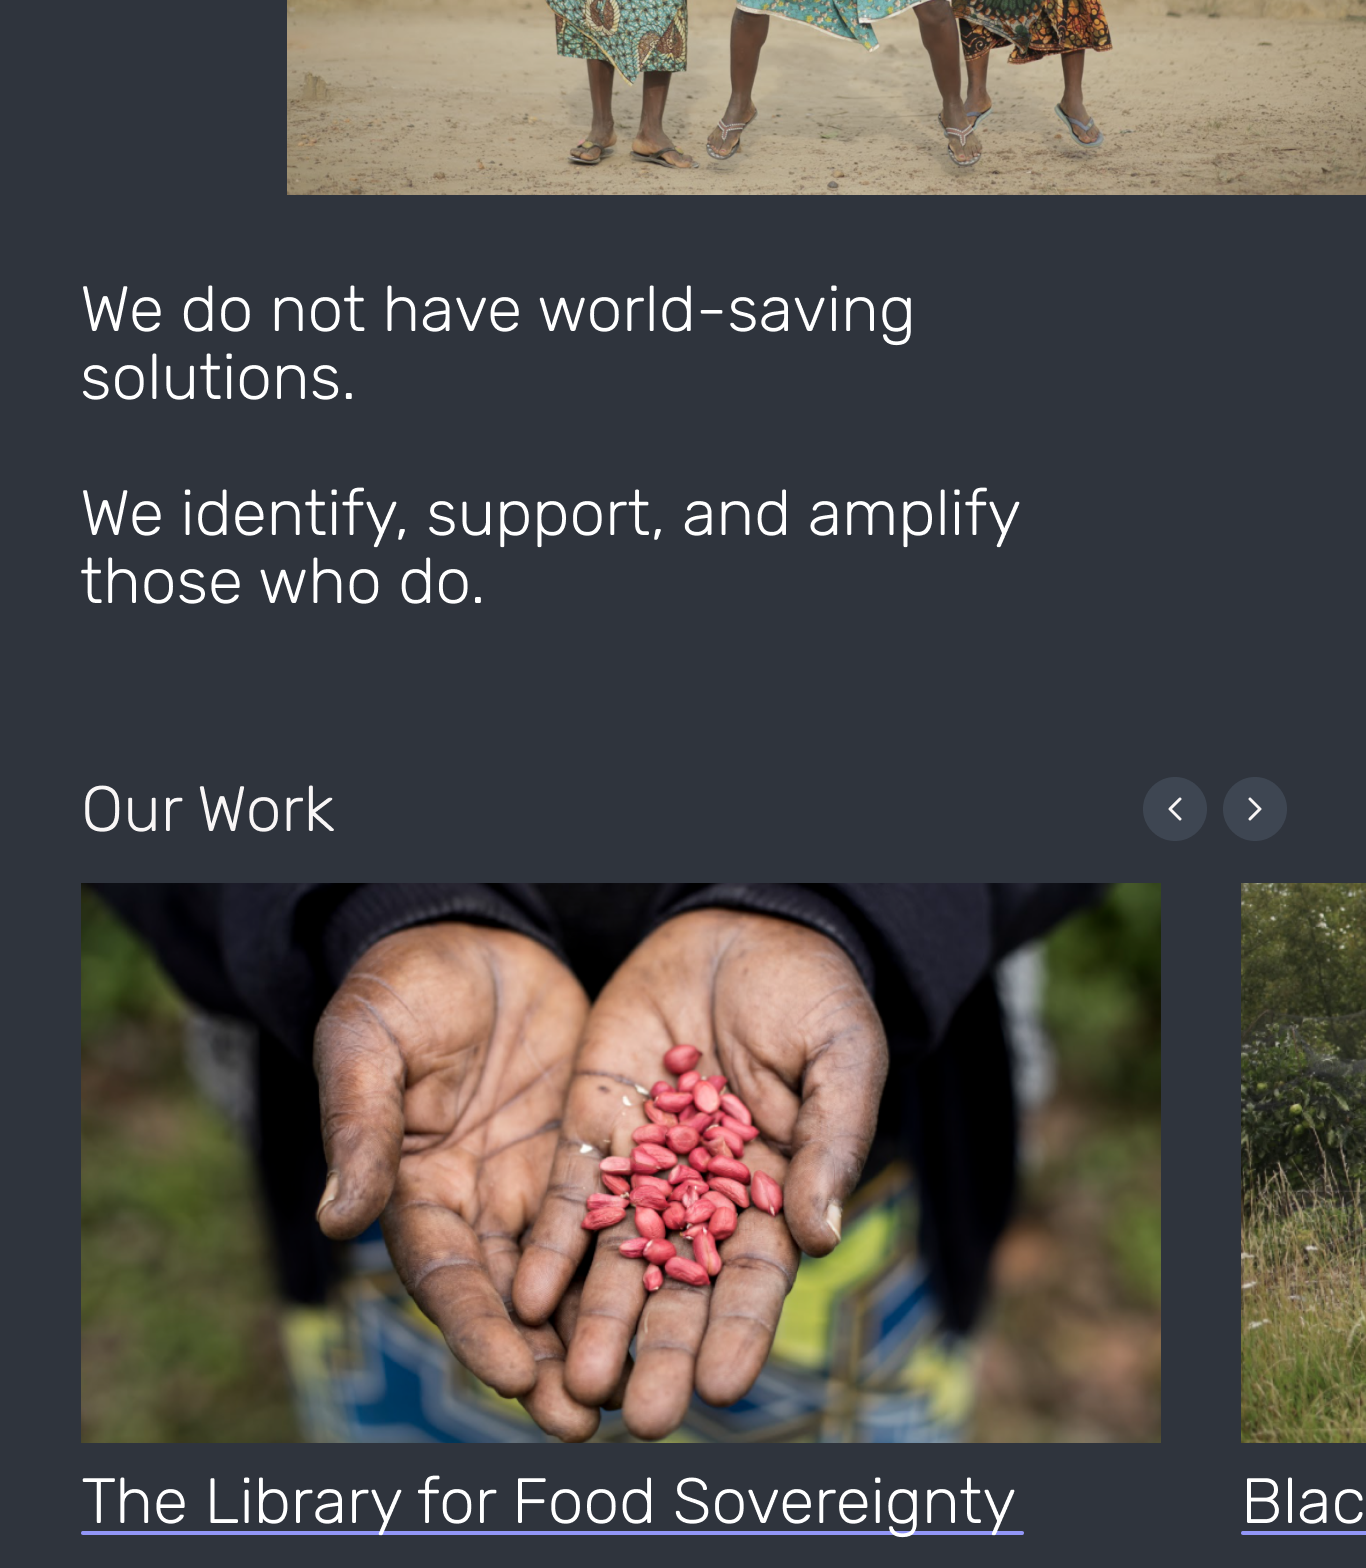 We do not have world-saving
solutions.
We identify, support, and amplify
those who do.
Our Work
The Library for Food Sovereignty